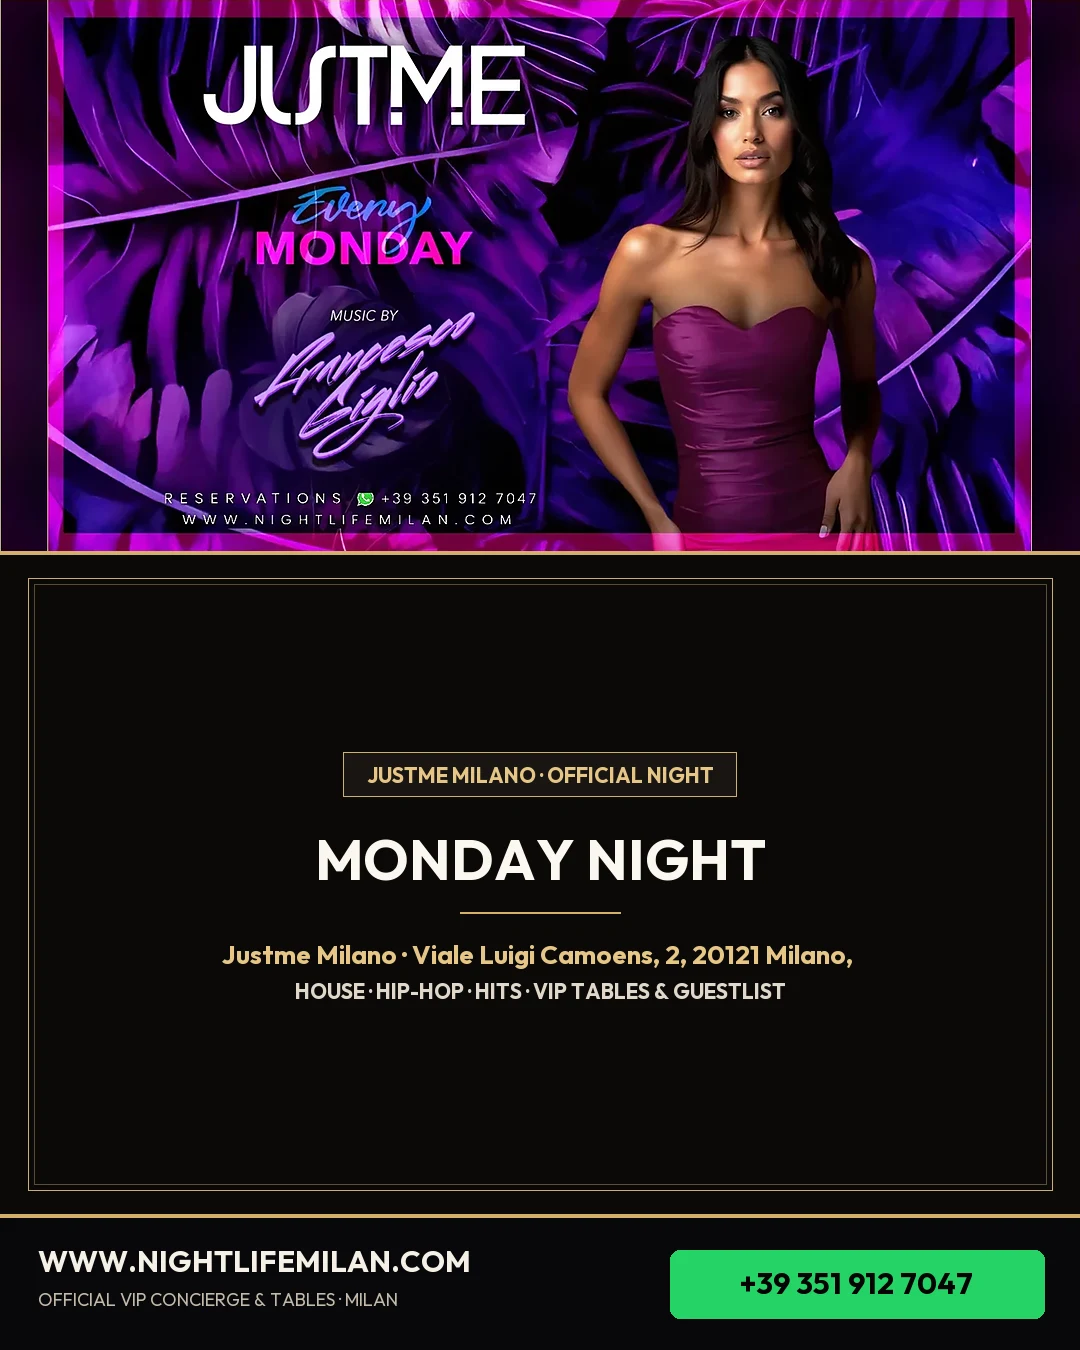 JUSTME
Every
MONDAY
MUSIC BY
Francesco
Giglio
RESERVATIONS +39 351 912 7047
WWW.NIGHTLIFEMILAN.COM
JUSTME MILANO · OFFICIAL NIGHT
MONDAY NIGHT
Justme Milano · Viale Luigi Camoens, 2, 20121 Milano,
HOUSE · HIP-HOP · HITS · VIP TABLES & GUESTLIST
WWW.NIGHTLIFEMILAN.COM
OFFICIAL VIP CONCIERGE & TABLES · MILAN
+39 351 912 7047